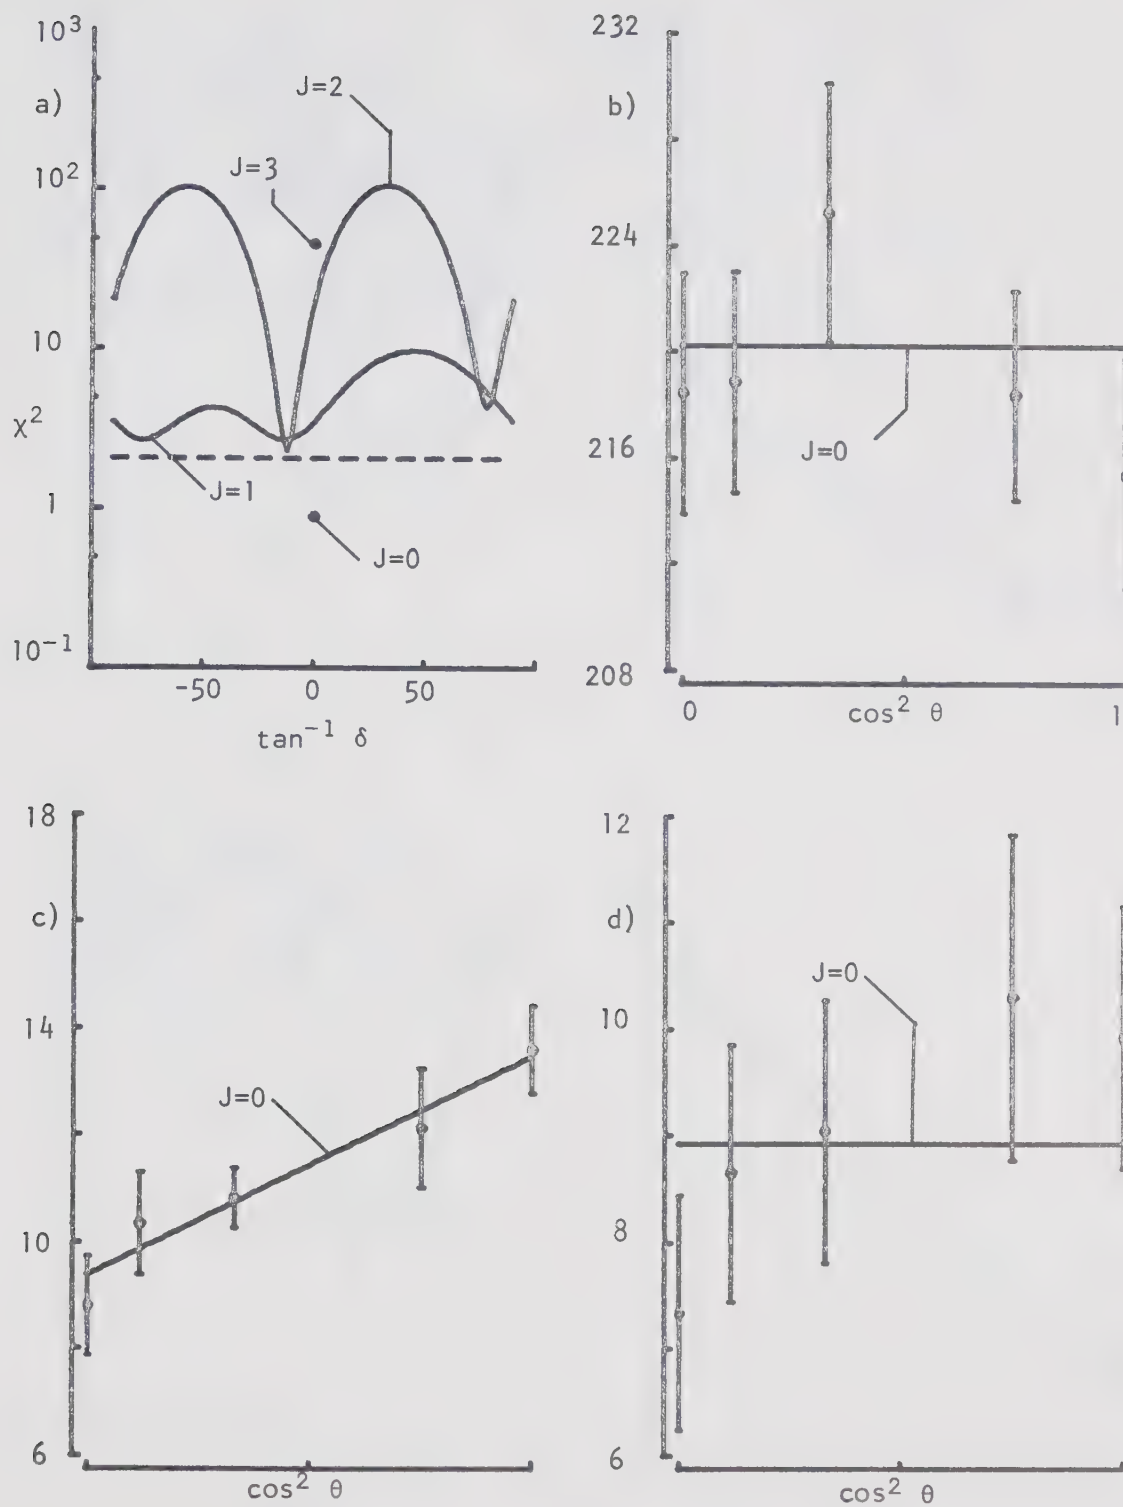 10³
a)
10²
10
χ²
1
10⁻¹
-50 0 50
tan⁻¹ δ
J=2
J=3
J=1
J=0
232
b)
224
216
208
J=0
0 cos² θ 1
18
c)
14
10
6
J=0
cos² θ
12
d)
10
8
6
J=0
cos² θ